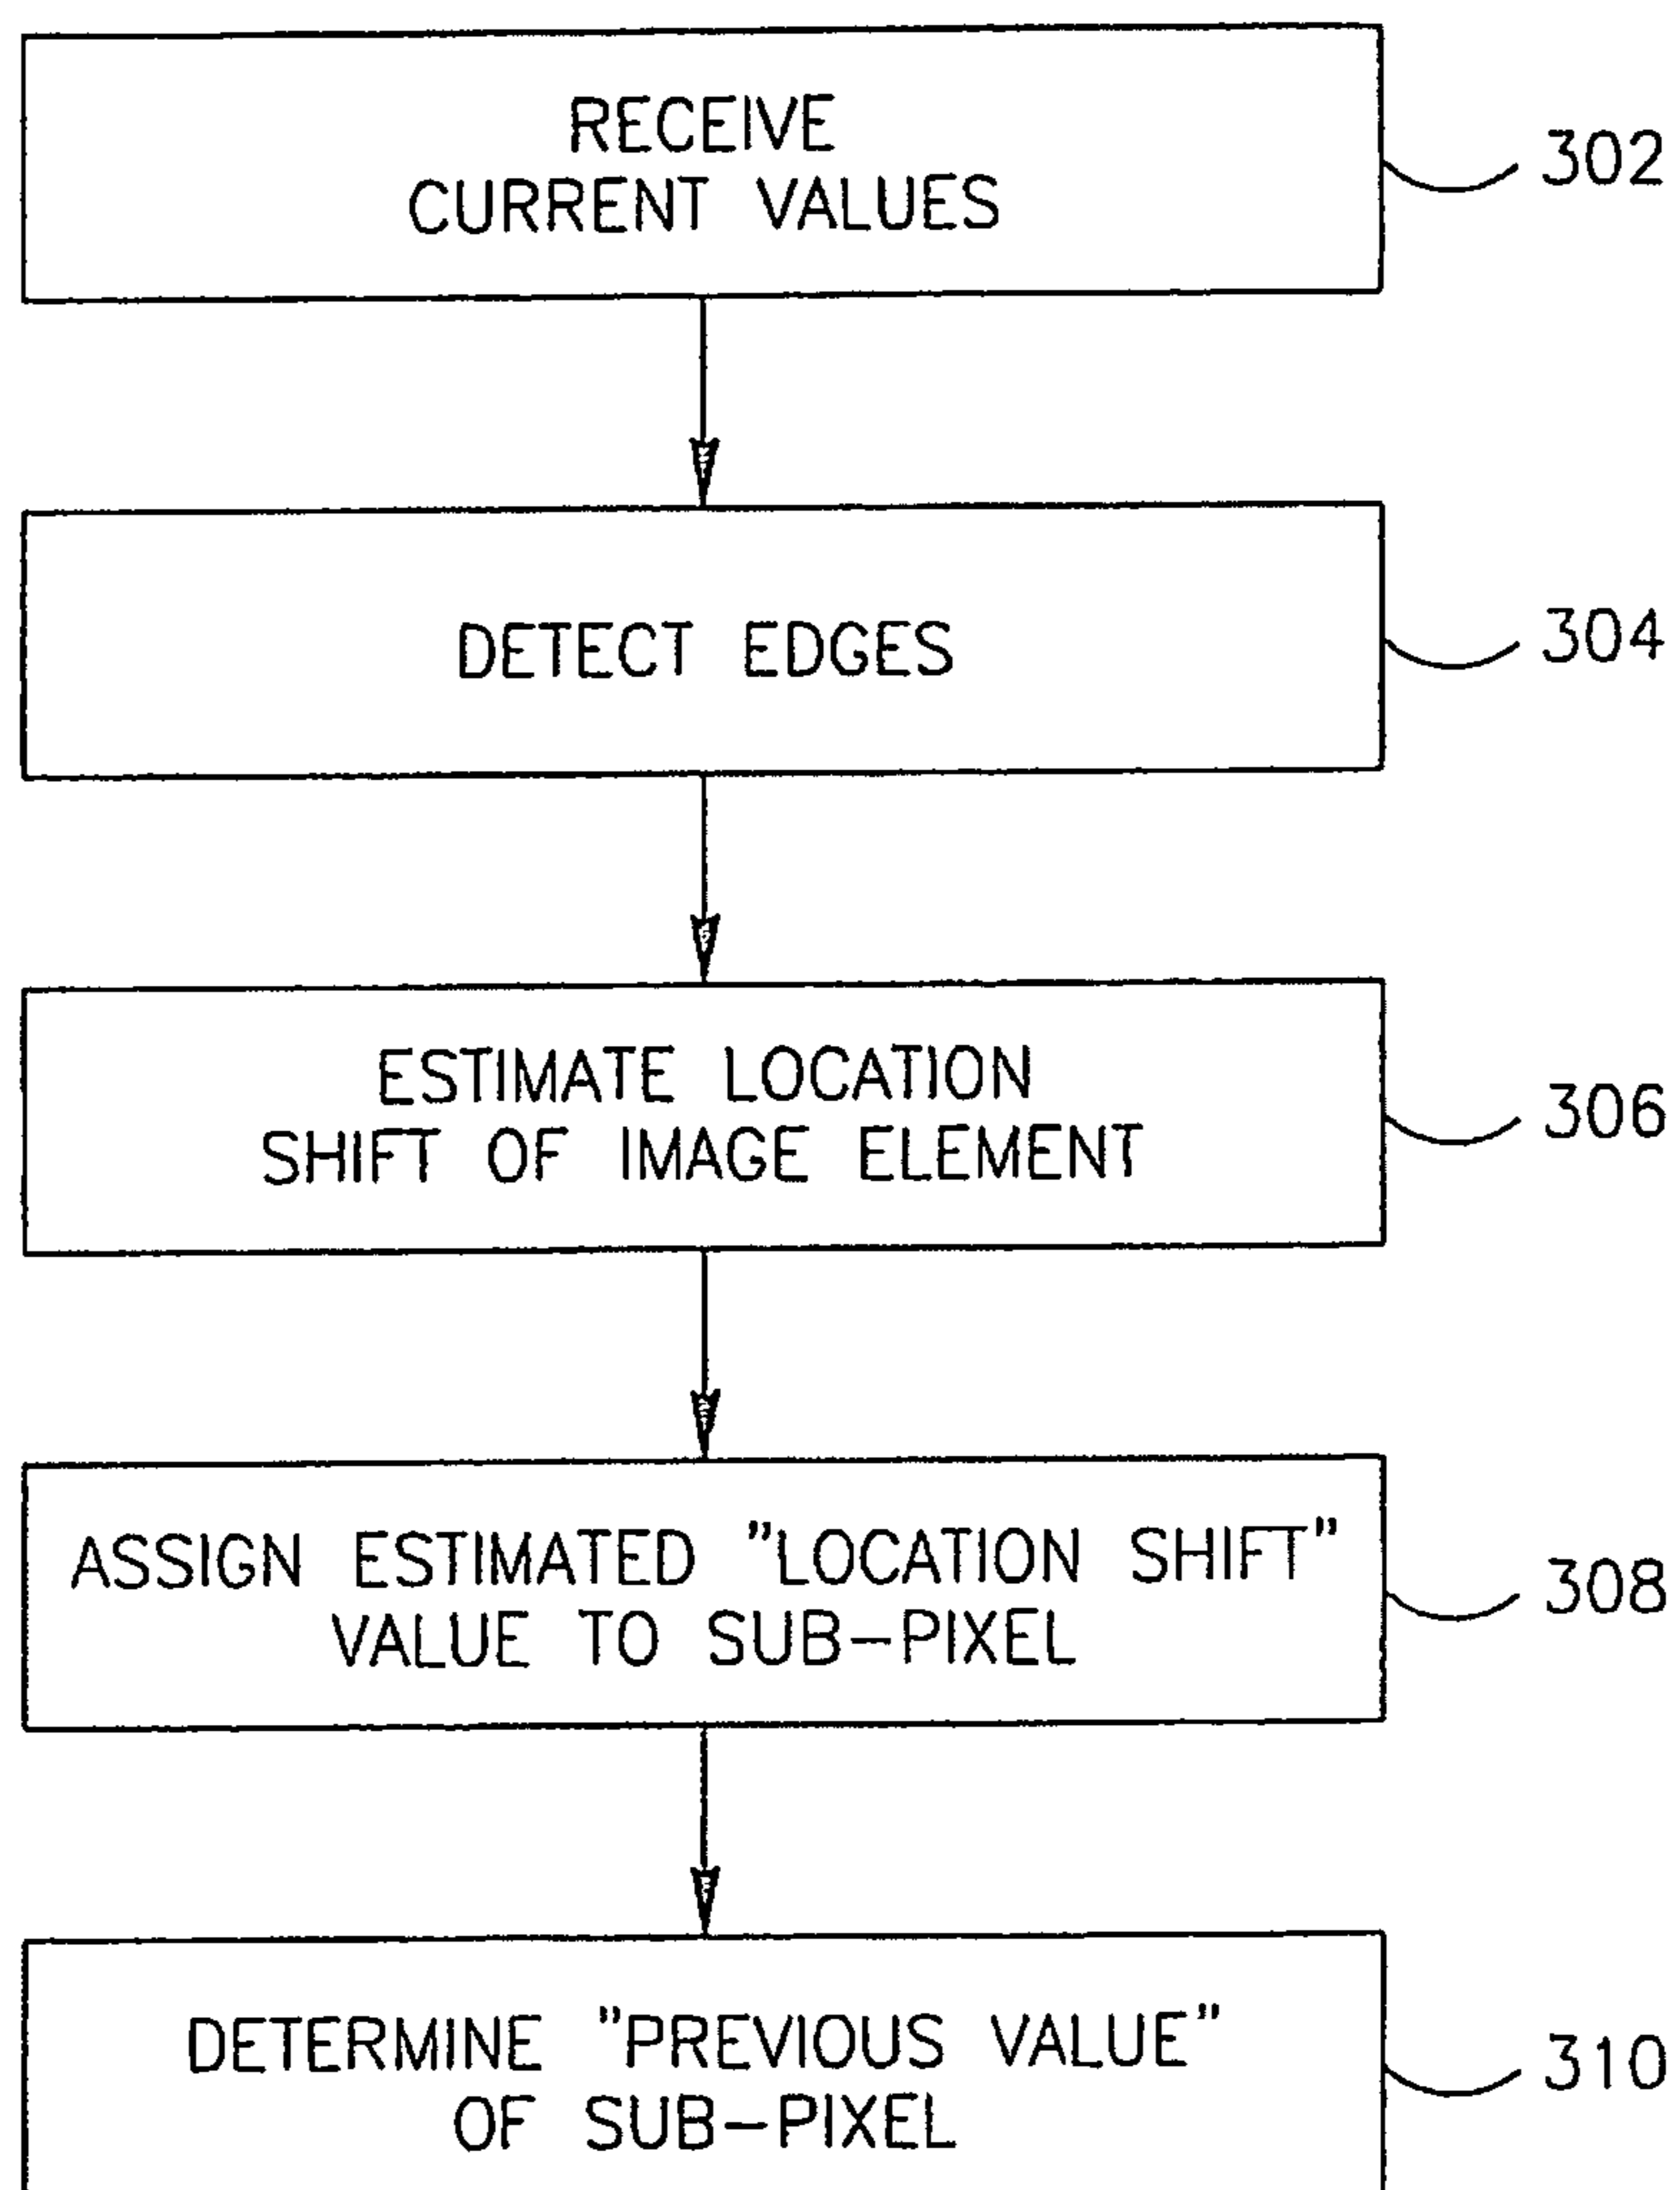 RECEIVE
CURRENT VALUES
302
DETECT EDGES
304
ESTIMATE LOCATION
SHIFT OF IMAGE ELEMENT
306
ASSIGN ESTIMATED "LOCATION SHIFT"
VALUE TO SUB-PIXEL
308
DETERMINE "PREVIOUS VALUE"
OF SUB-PIXEL
310